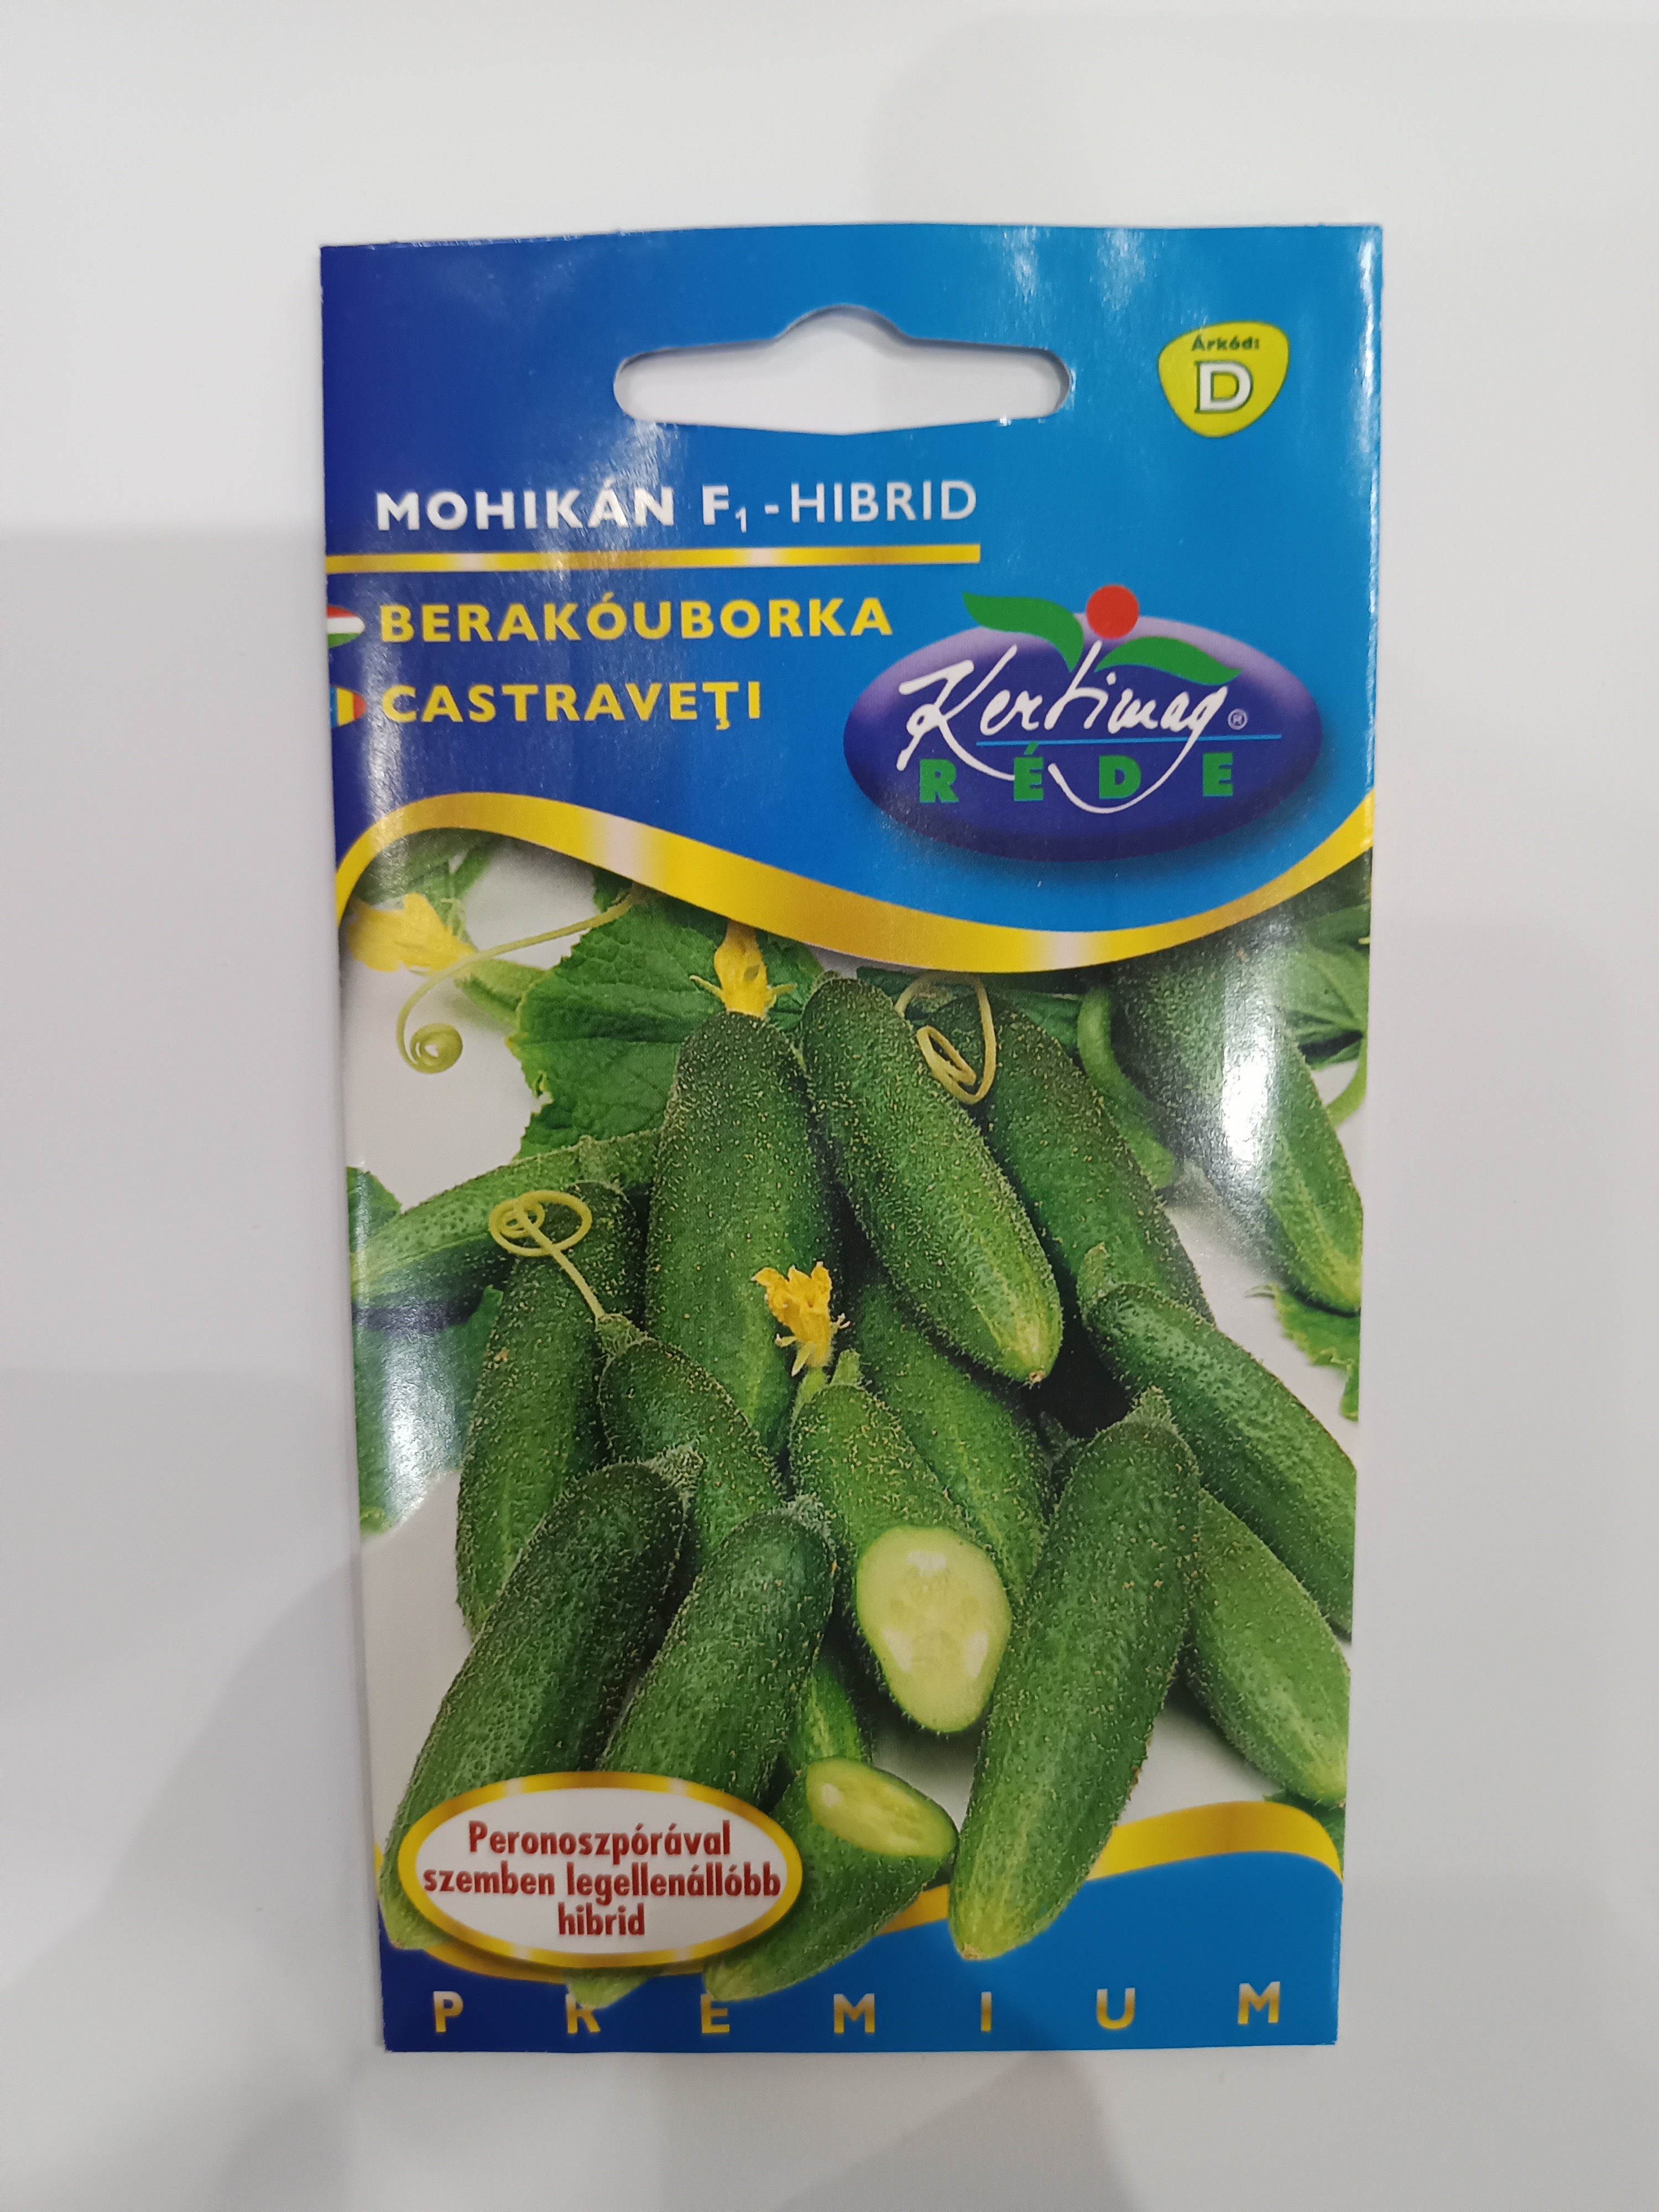 Árkód:
D
MOHIKÁN F1-HIBRID
BERAKÓUBORKA
CASTRAVEŢI
Kertimag®
RÉDE
Peronoszpórával
szemben legellenállóbb
hibrid
PREMIUM